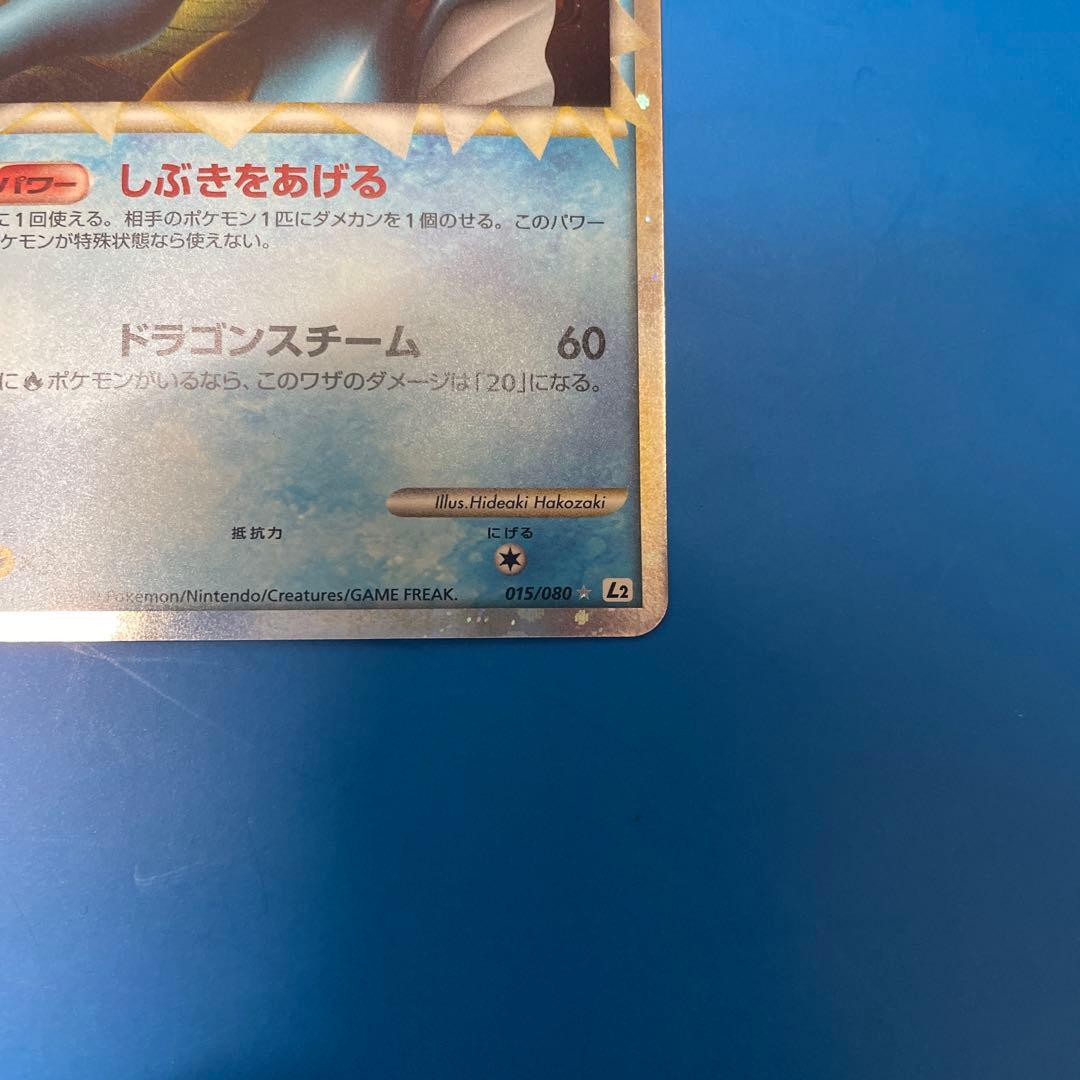 パワー しぶきをあげる
に1回使える。相手のポケモン1匹にダメカンを1個のせる。このパワー
ケモンが特殊状態なら使えない。
ドラゴンスチーム 60
にポケモンがいるなら、このワザのダメージは「20」になる。
Illus.Hideaki Hakozaki
抵抗力 にげる
Pokémon/Nintendo/Creatures/GAME FREAK. 015/080 L2